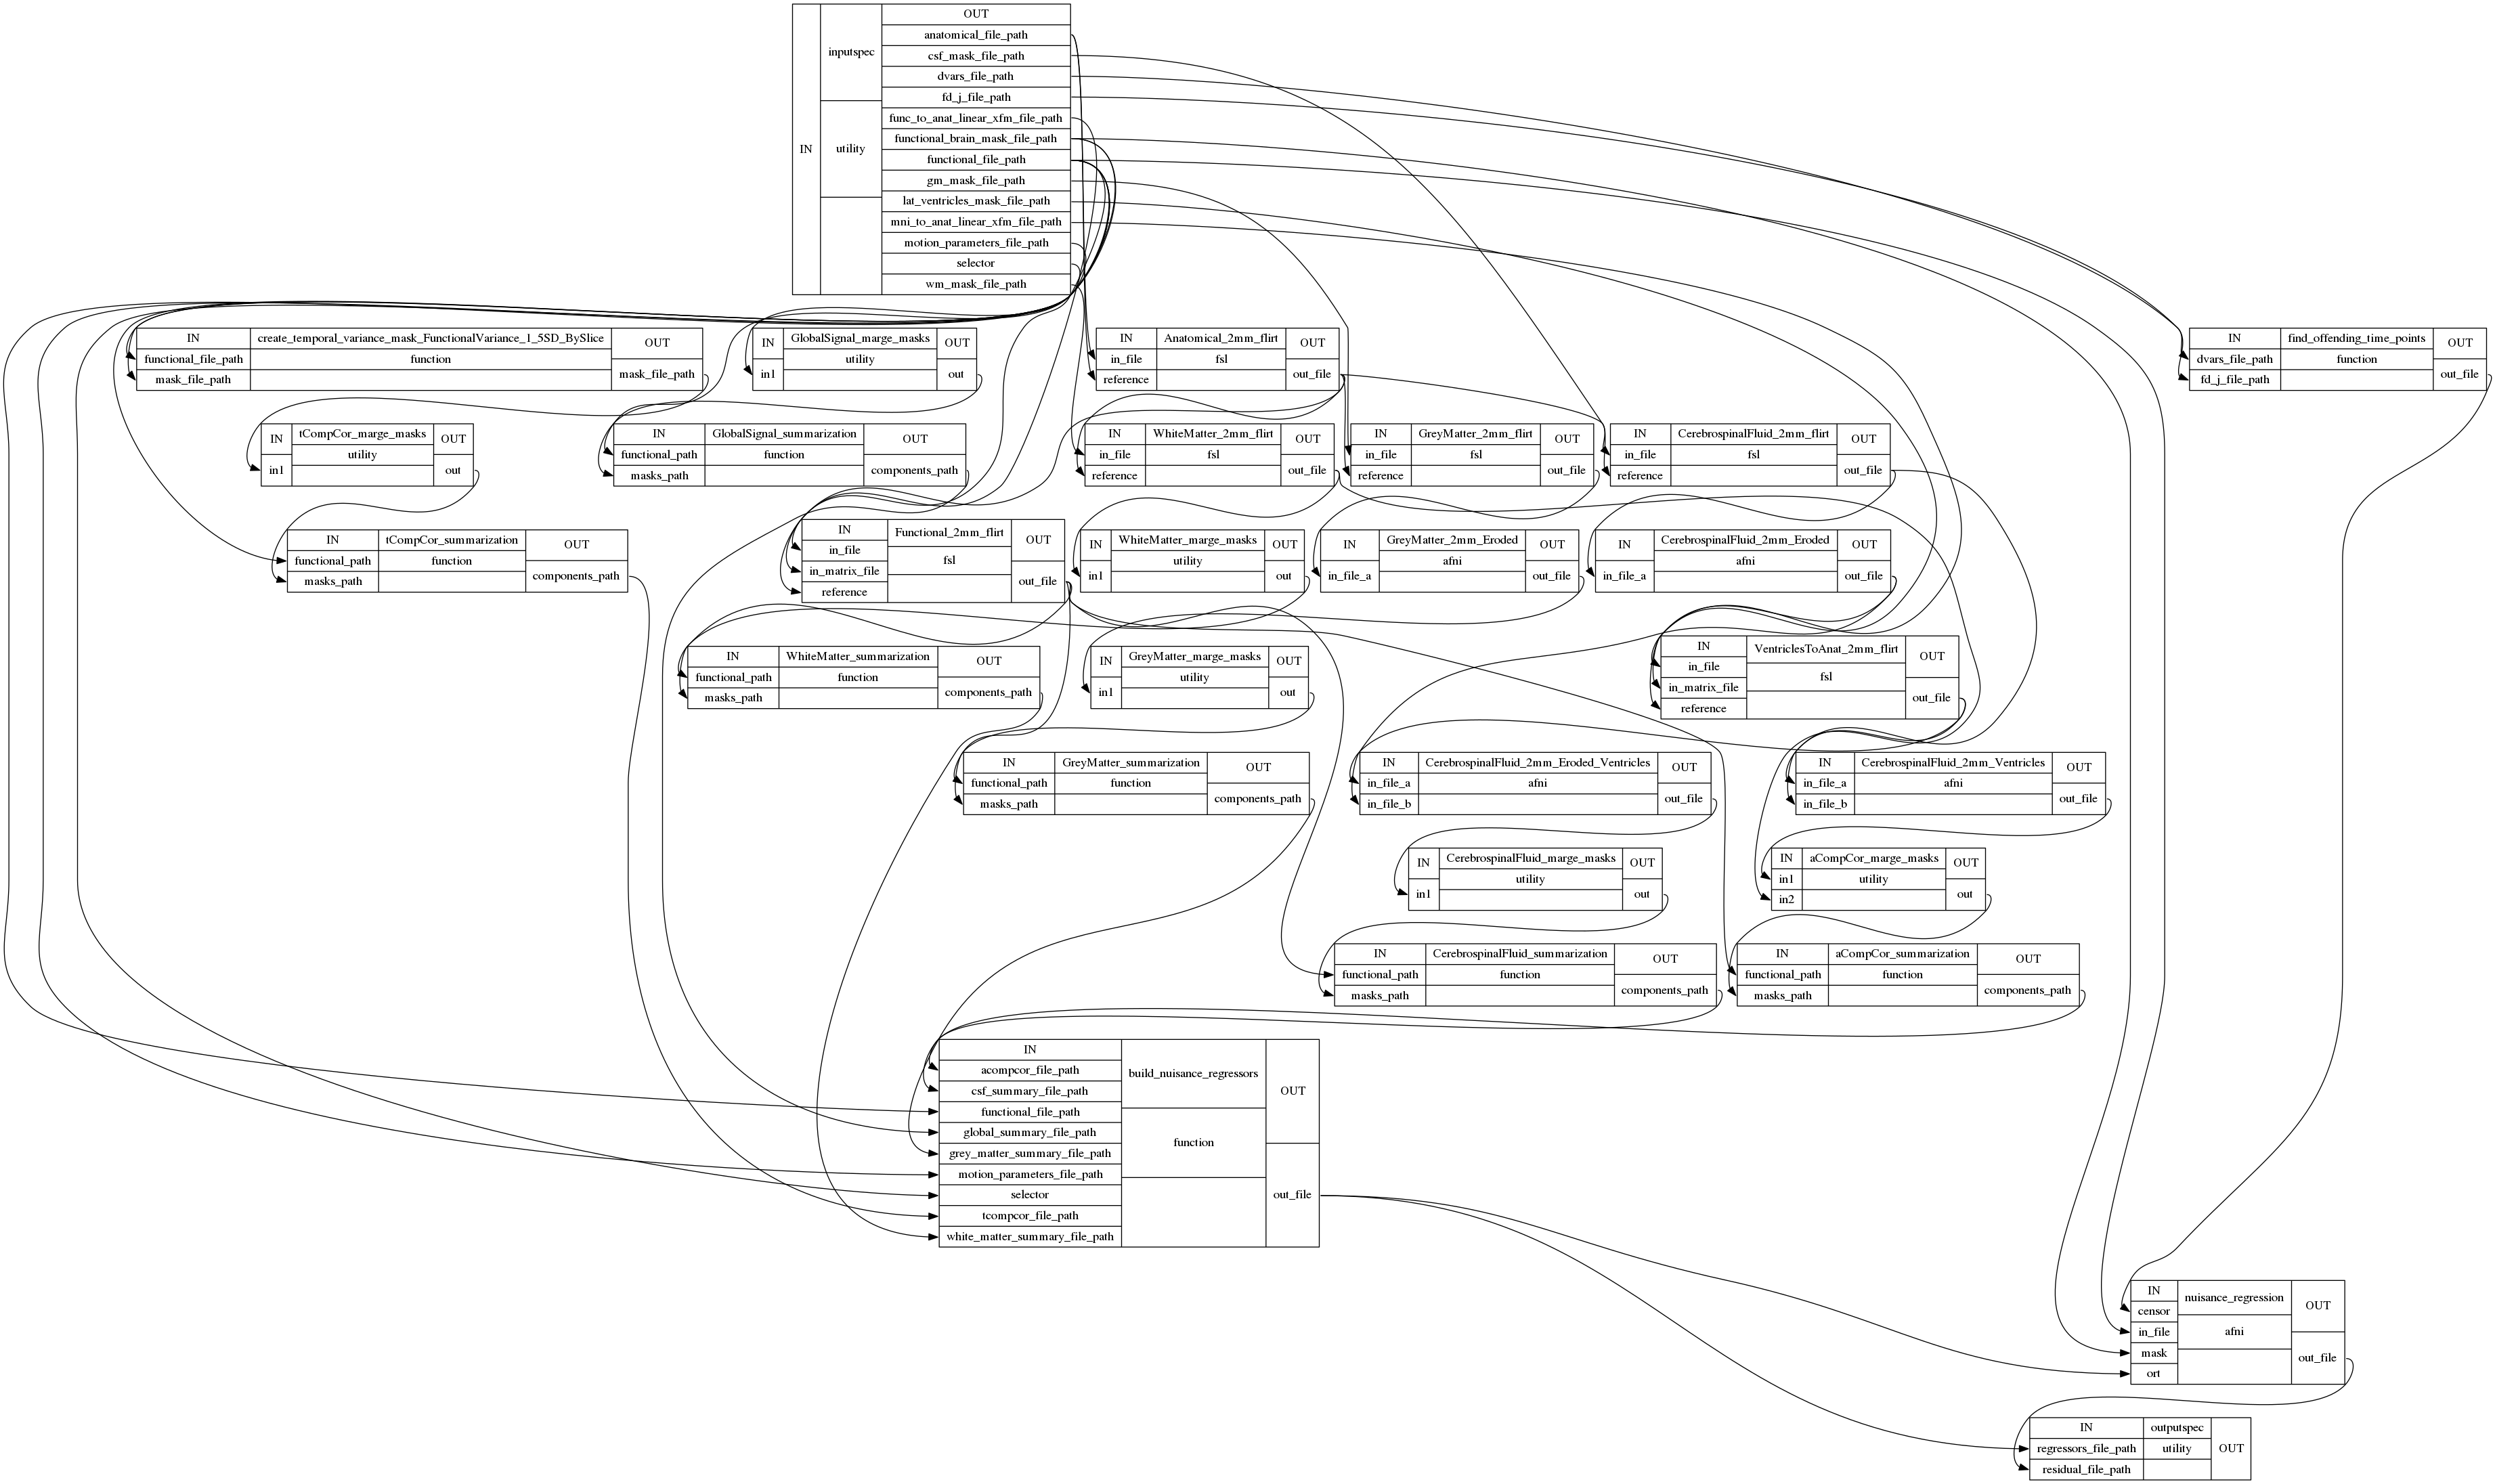 IN
inputspec
utility
OUT
anatomical_file_path
csf_mask_file_path
dvars_file_path
fd_j_file_path
func_to_anat_linear_xfm_file_path
functional_brain_mask_file_path
functional_file_path
gm_mask_file_path
lat_ventricles_mask_file_path
mni_to_anat_linear_xfm_file_path
motion_parameters_file_path
selector
wm_mask_file_path
IN
functional_file_path
mask_file_path
create_temporal_variance_mask_FunctionalVariance_1_5SD_BySlice
function
OUT
mask_file_path
IN
in1
GlobalSignal_marge_masks
utility
OUT
out
IN
in_file
reference
Anatomical_2mm_flirt
fsl
OUT
out_file
IN
dvars_file_path
fd_j_file_path
find_offending_time_points
function
OUT
out_file
IN
in1
tCompCor_marge_masks
utility
OUT
out
IN
functional_path
masks_path
GlobalSignal_summarization
function
OUT
components_path
IN
in_file
reference
WhiteMatter_2mm_flirt
fsl
OUT
out_file
IN
in_file
reference
GreyMatter_2mm_flirt
fsl
OUT
out_file
IN
in_file
reference
CerebrospinalFluid_2mm_flirt
fsl
OUT
out_file
IN
functional_path
masks_path
tCompCor_summarization
function
OUT
components_path
IN
in_file
in_matrix_file
reference
Functional_2mm_flirt
fsl
OUT
out_file
IN
in1
WhiteMatter_marge_masks
utility
OUT
out
IN
in_file_a
GreyMatter_2mm_Eroded
afni
OUT
out_file
IN
in_file_a
CerebrospinalFluid_2mm_Eroded
afni
OUT
out_file
IN
functional_path
masks_path
WhiteMatter_summarization
function
OUT
components_path
IN
in1
GreyMatter_marge_masks
utility
OUT
out
IN
in_file
in_matrix_file
reference
VentriclesToAnat_2mm_flirt
fsl
OUT
out_file
IN
functional_path
masks_path
GreyMatter_summarization
function
OUT
components_path
IN
in_file_a
in_file_b
CerebrospinalFluid_2mm_Eroded_Ventricles
afni
OUT
out_file
IN
in_file_a
in_file_b
CerebrospinalFluid_2mm_Ventricles
afni
OUT
out_file
IN
in1
CerebrospinalFluid_marge_masks
utility
OUT
out
IN
in1
in2
aCompCor_marge_masks
utility
OUT
out
IN
functional_path
masks_path
CerebrospinalFluid_summarization
function
OUT
components_path
IN
functional_path
masks_path
aCompCor_summarization
function
OUT
components_path
IN
acompcor_file_path
csf_summary_file_path
functional_file_path
global_summary_file_path
grey_matter_summary_file_path
motion_parameters_file_path
selector
tcompcor_file_path
white_matter_summary_file_path
build_nuisance_regressors
function
OUT
out_file
IN
censor
in_file
mask
ort
nuisance_regression
afni
OUT
out_file
IN
regressors_file_path
residual_file_path
outputspec
utility
OUT